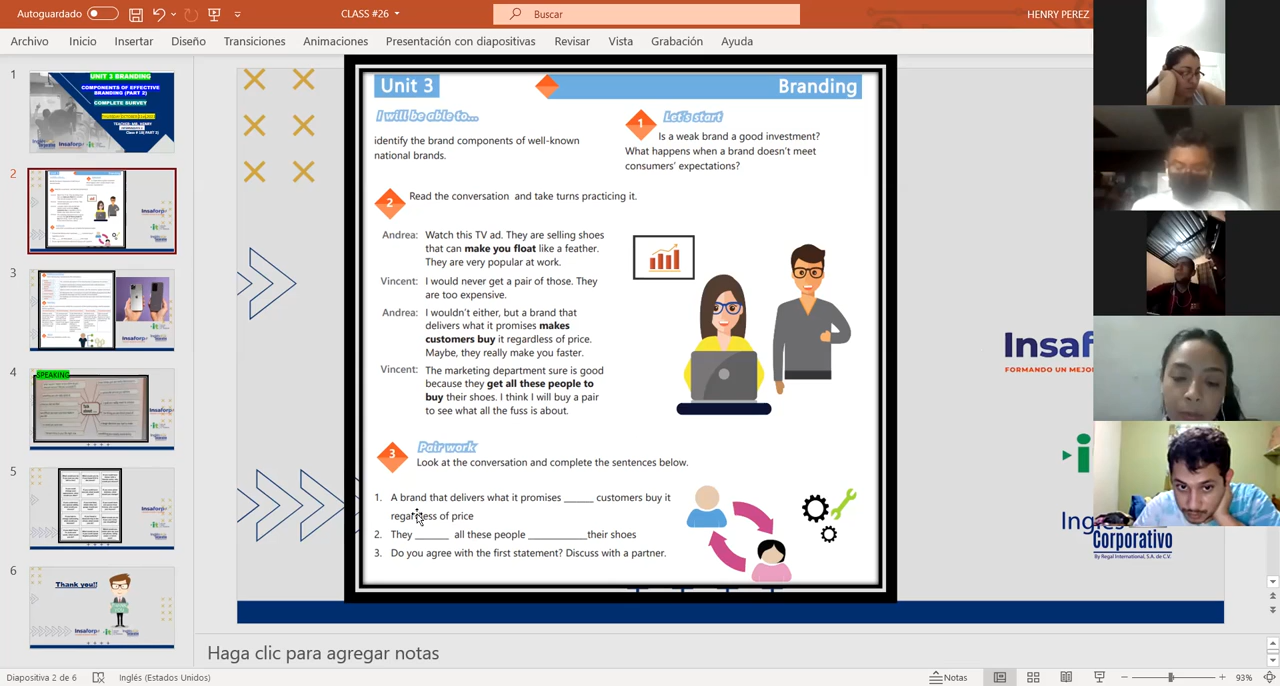 Autoguardado
CLASS #26
Buscar
HENRY PEREZ
Archivo Inicio Insertar Diseño Transiciones Animaciones Presentación con diapositivas Revisar Vista Grabación Ayuda
1
UNIT 3 BRANDING
COMPONENTS OF EFFECTIVE
BRANDING (PART 2)
COMPLETE SURVEY
2
3
4
SPEAKING
5
6
Thank you!!
Unit 3
Branding
I will be able to...
identify the brand components of well-known
national brands.
1
Let's start
Is a weak brand a good investment?
What happens when a brand doesn't meet
consumers' expectations?
2
Read the conversation and take turns practicing it.
Andrea: Watch this TV ad. They are selling shoes
that can make you float like a feather.
They are very popular at work.
Vincent: I would never get a pair of those. They
are too expensive.
Andrea: I wouldn't either, but a brand that
delivers what it promises makes
customers buy it regardless of price.
Maybe, they really make you faster.
Vincent: The marketing department sure is good
because they get all these people to
buy their shoes. I think I will buy a pair
to see what all the fuss is about.
3
Pair work
Look at the conversation and complete the sentences below.
1. A brand that delivers what it promises ______ customers buy it
regardless of price
2. They _______ all these people ____________their shoes
3. Do you agree with the first statement? Discuss with a partner.
Insaf
FORMANDO UN MEJO
Inglés
Corporativo
By Regal International, S.A. de C.V.
Haga clic para agregar notas
Diapositiva 2 de 6
Inglés (Estados Unidos)
Notas
93%